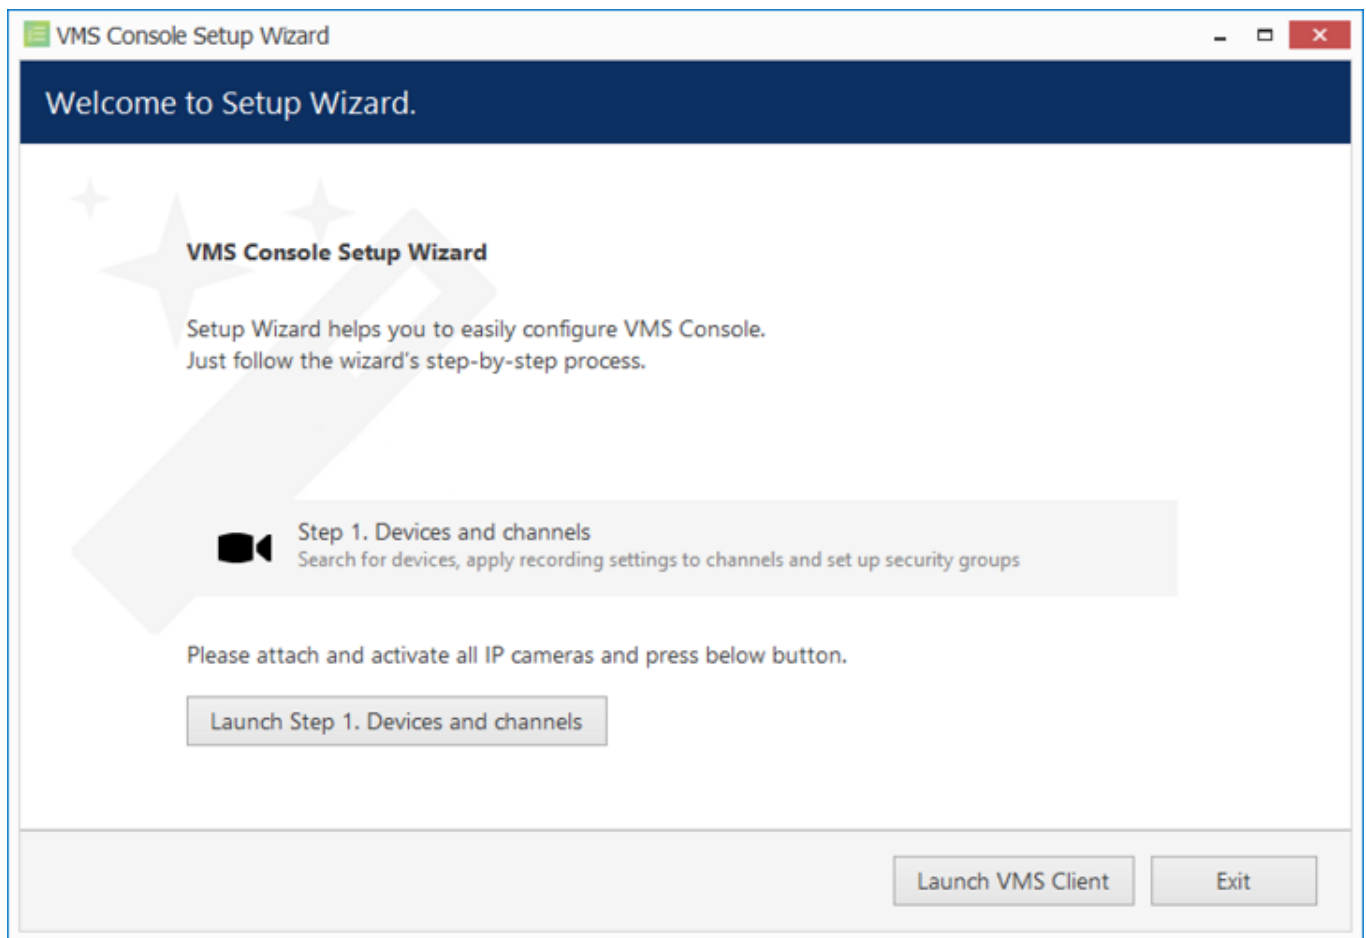 VMS Console Setup Wizard
Welcome to Setup Wizard.
VMS Console Setup Wizard
Setup Wizard helps you to easily configure VMS Console.
Just follow the wizard's step-by-step process.
Step 1. Devices and channels
Search for devices, apply recording settings to channels and set up security groups
Please attach and activate all IP cameras and press below button.
Launch Step 1. Devices and channels
Launch VMS Client
Exit